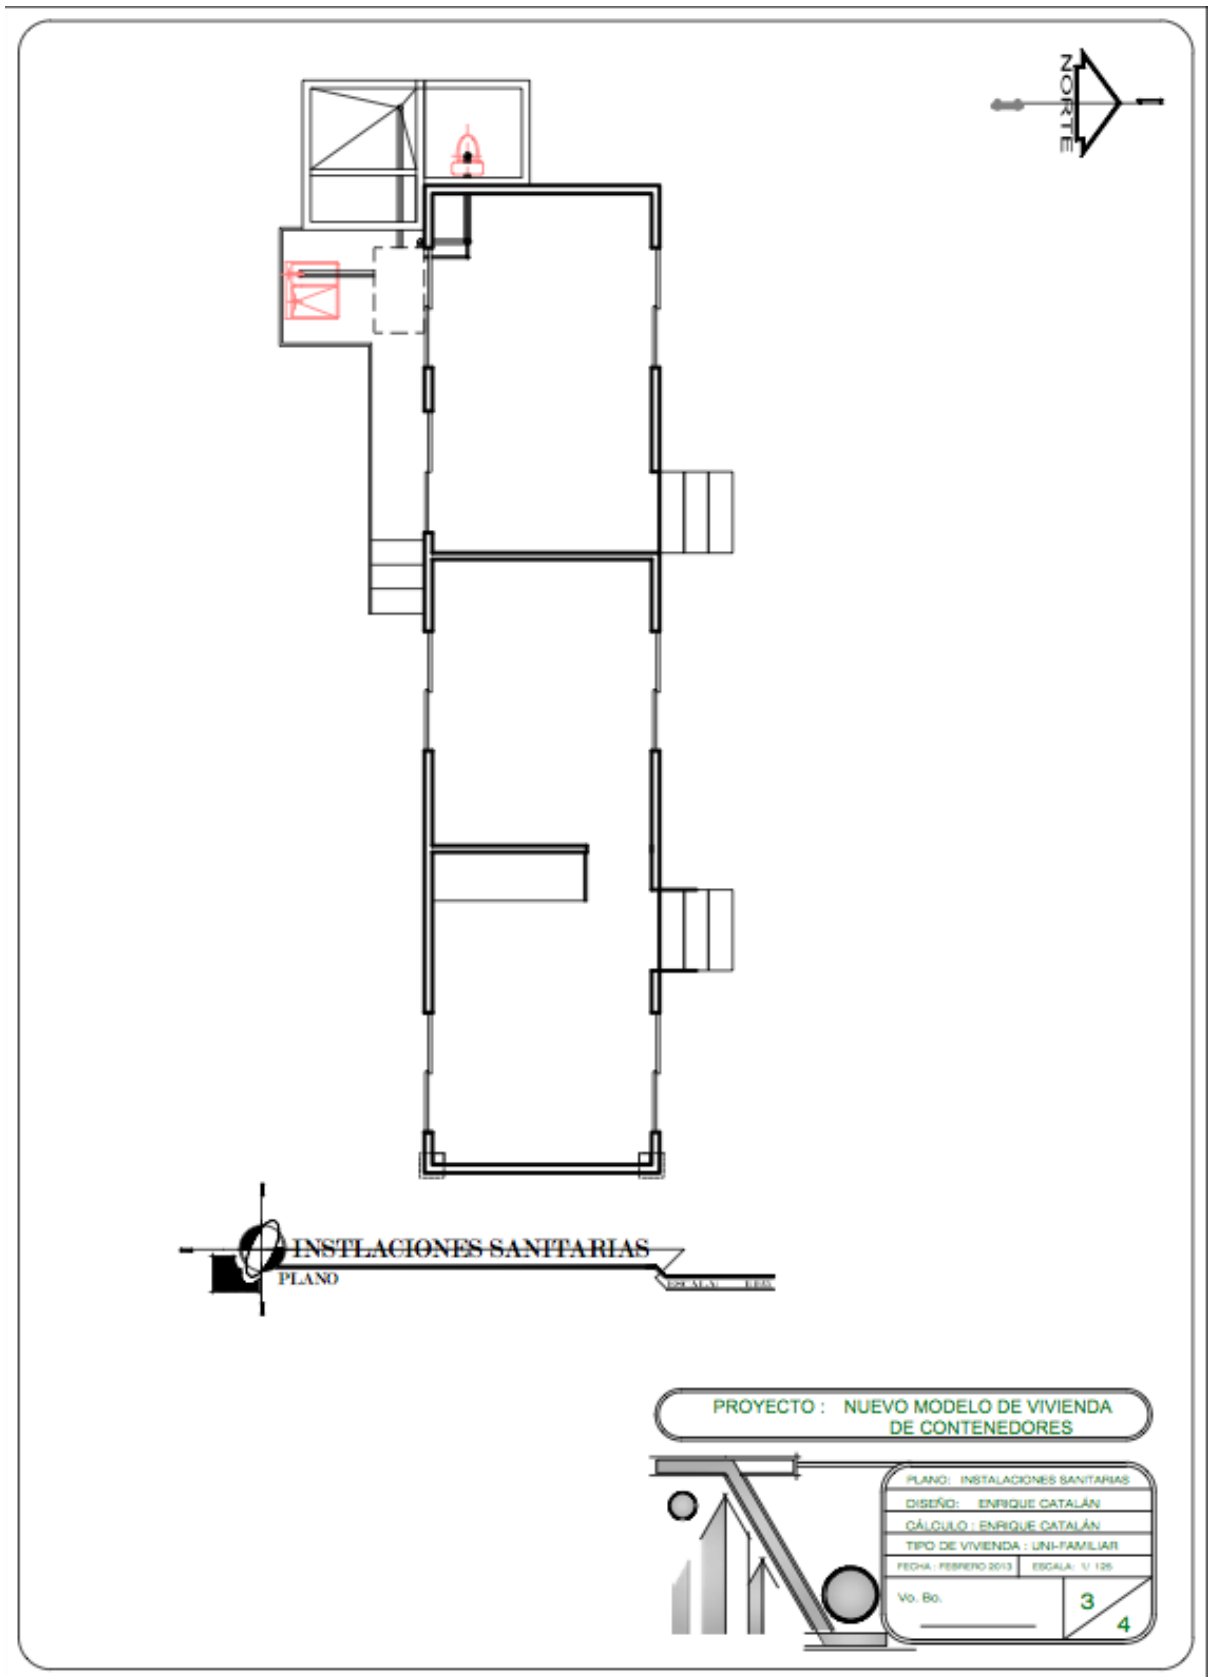 NORTE
INSTLACIONES SANITARIAS
PLANO
ESCALA:
PROYECTO : NUEVO MODELO DE VIVIENDA
DE CONTENEDORES
PLANO: INSTALACIONES SANITARIAS
DISEÑO: ENRIQUE CATALÁN
CÁLCULO : ENRIQUE CATALÁN
TIPO DE VIVIENDA : UNI-FAMILIAR
FECHA : FEBRERO 2013 ESCALA: 1/ 125
Vo. Bo.
3
4